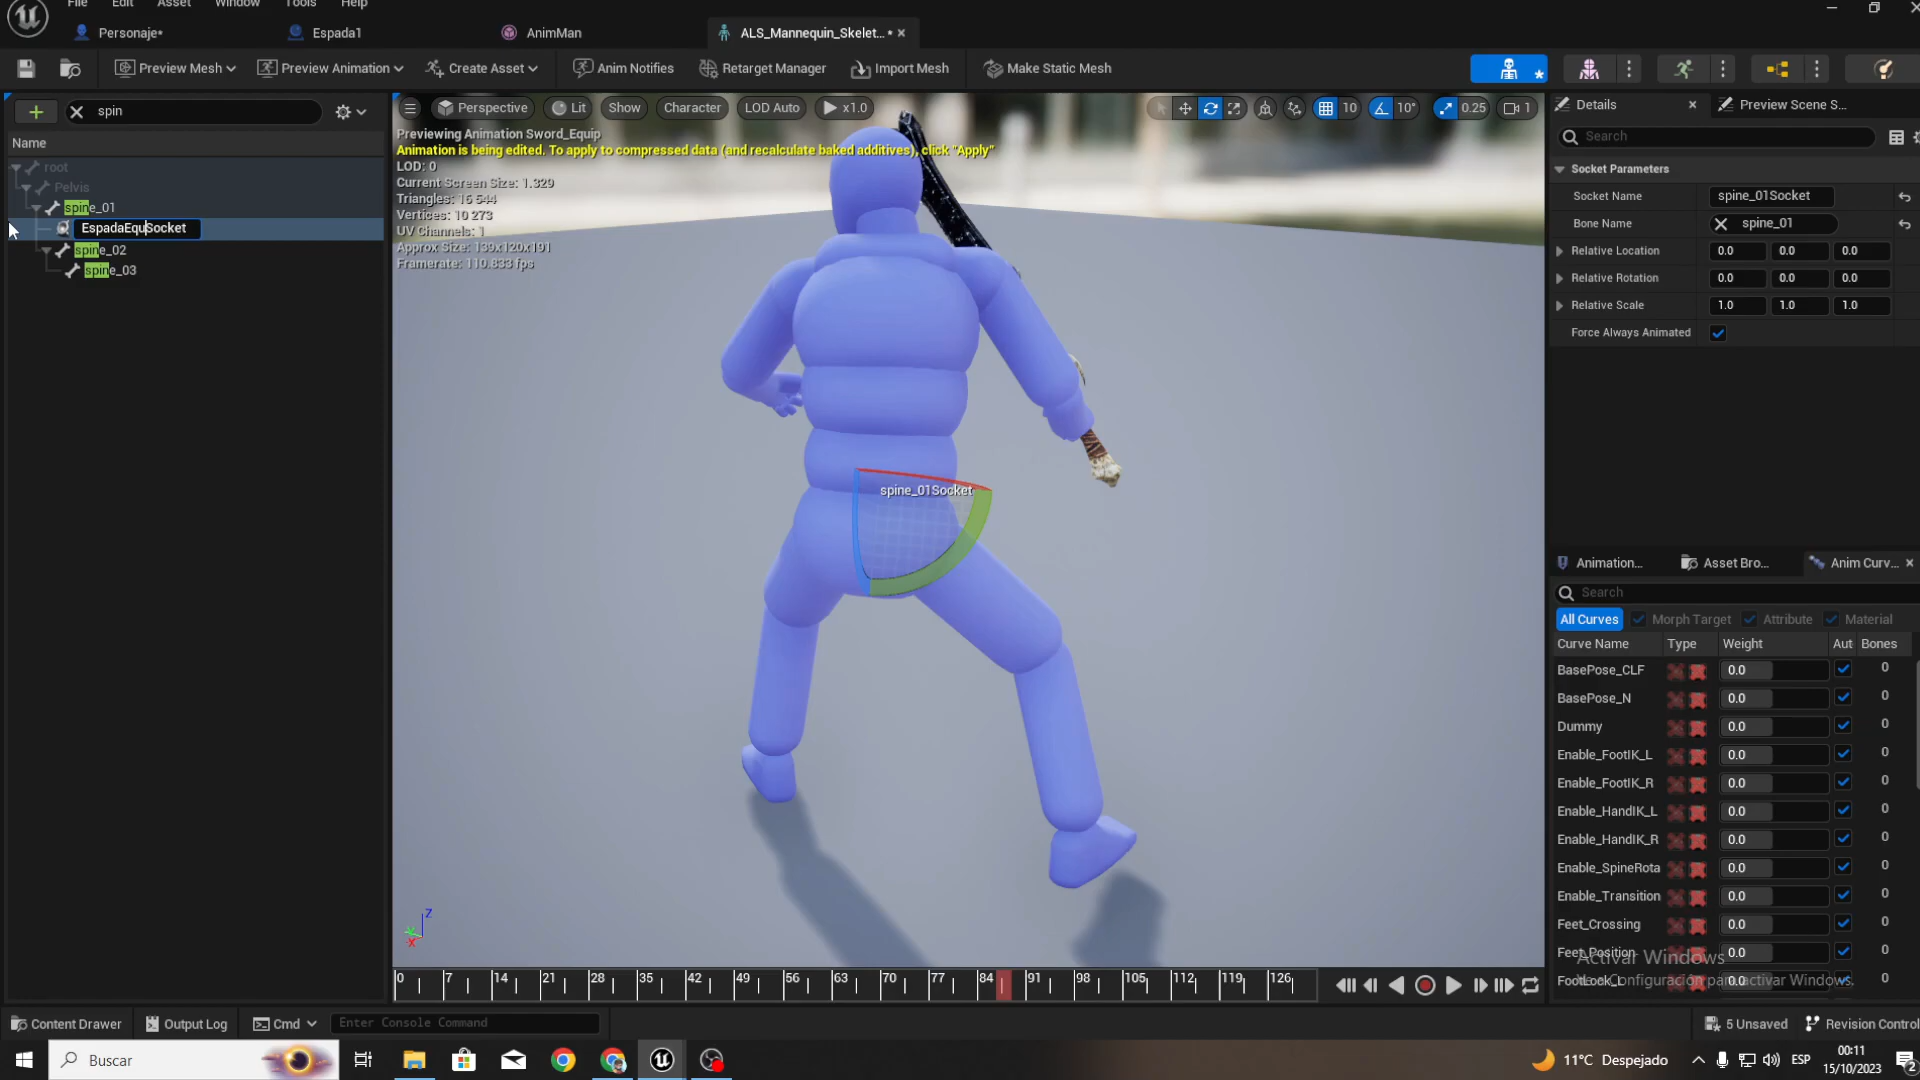 File Edit Asset Window Tools Help
Personaje* Espada1 AnimMan ALS_Mannequin_Skelet... *
Preview Mesh Preview Animation Create Asset Anim Notifies Retarget Manager Import Mesh Make Static Mesh
spin
Name
root
Pelvis
spine_01
EspadaEquSocket
spine_02
spine_03
Perspective Lit Show Character LOD Auto x1.0 10 10° 0.25 1
Previewing Animation Sword_Equip
Animation is being edited. To apply to compressed data (and recalculate baked additives), click "Apply"
LOD: 0
Current Screen Size: 1.329
Triangles: 16 544
Vertices: 10 273
UV Channels: 1
Approx Size: 139x120x191
Framerate: 110.833 fps
spine_01Socket
Z
X
0 7 14 21 28 35 42 49 56 63 70 77 84 91 98 105 112 119 126
Details Preview Scene S...
Search
Socket Parameters
Socket Name spine_01Socket
Bone Name spine_01
Relative Location 0.0 0.0 0.0
Relative Rotation 0.0 0.0 0.0
Relative Scale 1.0 1.0 1.0
Force Always Animated
Animation... Asset Bro... Anim Curv...
Search
All Curves Morph Target Attribute Material
Curve Name Type Weight Aut Bones
BasePose_CLF 0.0 0
BasePose_N 0.0 0
Dummy 0.0 0
Enable_FootIK_L 0.0 0
Enable_FootIK_R 0.0 0
Enable_HandIK_L 0.0 0
Enable_HandIK_R 0.0 0
Enable_SpineRota 0.0 0
Enable_Transition 0.0 0
Feet_Crossing 0.0 0
Feet_Position 0.0 0
FootLock_L 0.0 0
Activar Windows
Configuración para activar Windows.
Content Drawer Output Log Cmd Enter Console Command 5 Unsaved Revision Control
Buscar 11°C Despejado ESP 00:11
15/10/2023 2